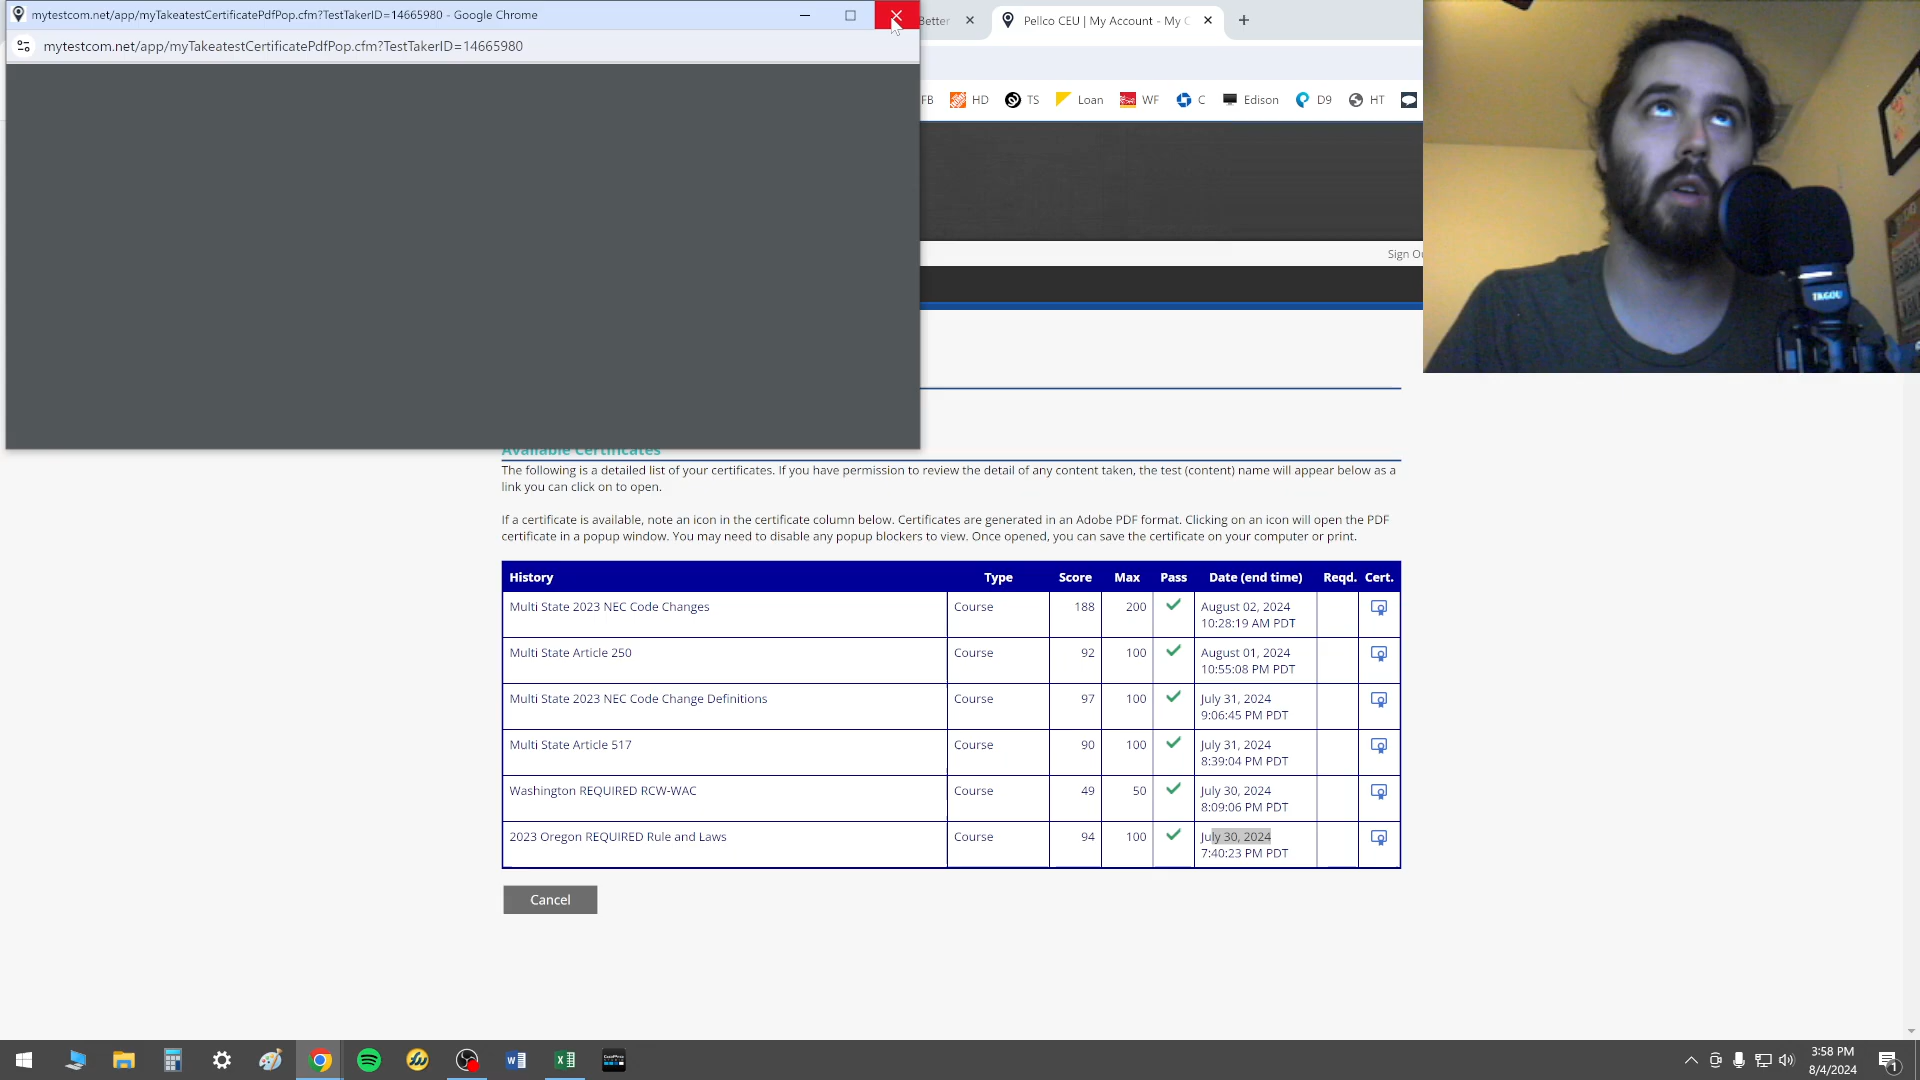 mytestcom.net/app/myTakeatestCertificatePdfPop.cfm?TestTakerID=14665980 - Google Chrome
Better
Pellco CEU | My Account - My C
mytestcom.net/app/myTakeatestCertificatePdfPop.cfm?TestTakerID=14665980
FB HD TS Loan WF C Edison D9 HT
Sign Ou
TKGOU
Available Certificates
The following is a detailed list of your certificates. If you have permission to review the detail of any content taken, the test (content) name will appear below as a
link you can click on to open.
If a certificate is available, note an icon in the certificate column below. Certificates are generated in an Adobe PDF format. Clicking on an icon will open the PDF
certificate in a popup window. You may need to disable any popup blockers to view. Once opened, you can save the certificate on your computer or print.
History Type Score Max Pass Date (end time) Reqd. Cert.
Multi State 2023 NEC Code Changes Course 188 200 August 02, 2024
10:28:19 AM PDT
Multi State Article 250 Course 92 100 August 01, 2024
10:55:08 PM PDT
Multi State 2023 NEC Code Change Definitions Course 97 100 July 31, 2024
9:06:45 PM PDT
Multi State Article 517 Course 90 100 July 31, 2024
8:39:04 PM PDT
Washington REQUIRED RCW-WAC Course 49 50 July 30, 2024
8:09:06 PM PDT
2023 Oregon REQUIRED Rule and Laws Course 94 100 July 30, 2024
7:40:23 PM PDT
Cancel
3:58 PM
8/4/2024
1